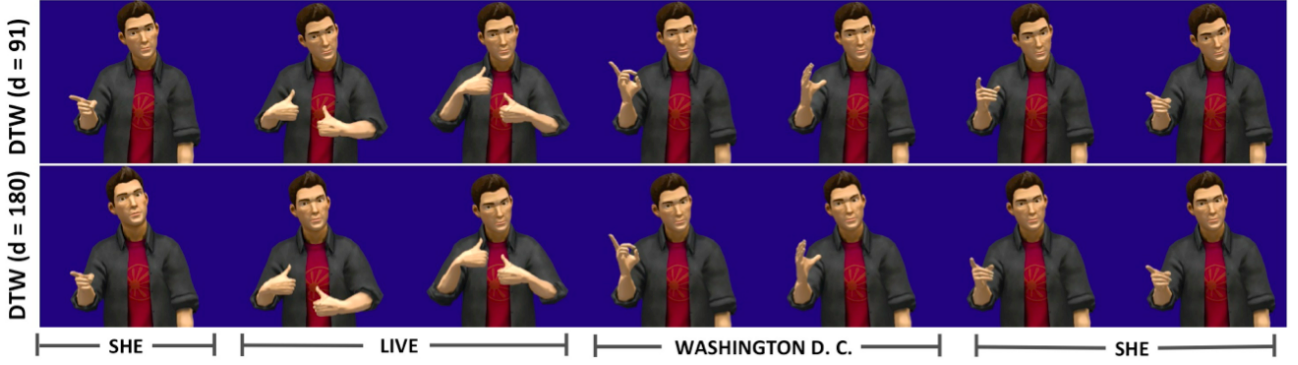 DTW (d = 91)
DTW (d = 180)
SHE LIVE WASHINGTON D. C. SHE